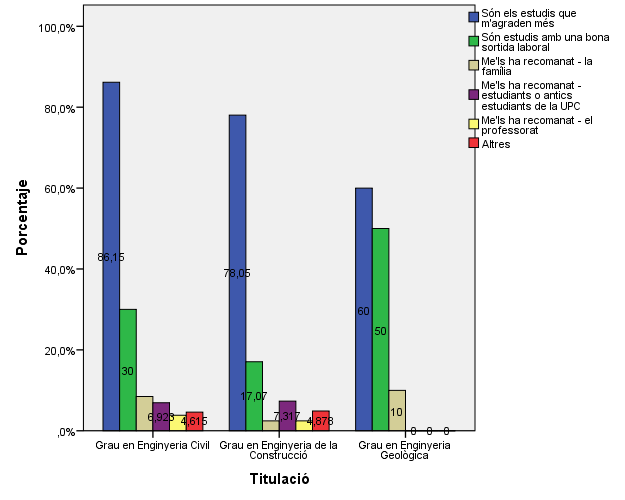 Porcentaje
100,0%
80,0%
60,0%
40,0%
20,0%
,0%
86,15
30
6,923
4,615
78,05
17,07
7,317
4,878
60
50
10
0
0
0
Grau en Enginyeria Civil
Grau en Enginyeria de la
Construcció
Grau en Enginyeria
Geològica
Titulació
Són els estudis que
m'agraden més
Són estudis amb una bona
sortida laboral
Me'ls ha recomanat - la
família
Me'ls ha recomanat -
estudiants o antics
estudiants de la UPC
Me'ls ha recomanat - el
professorat
Altres